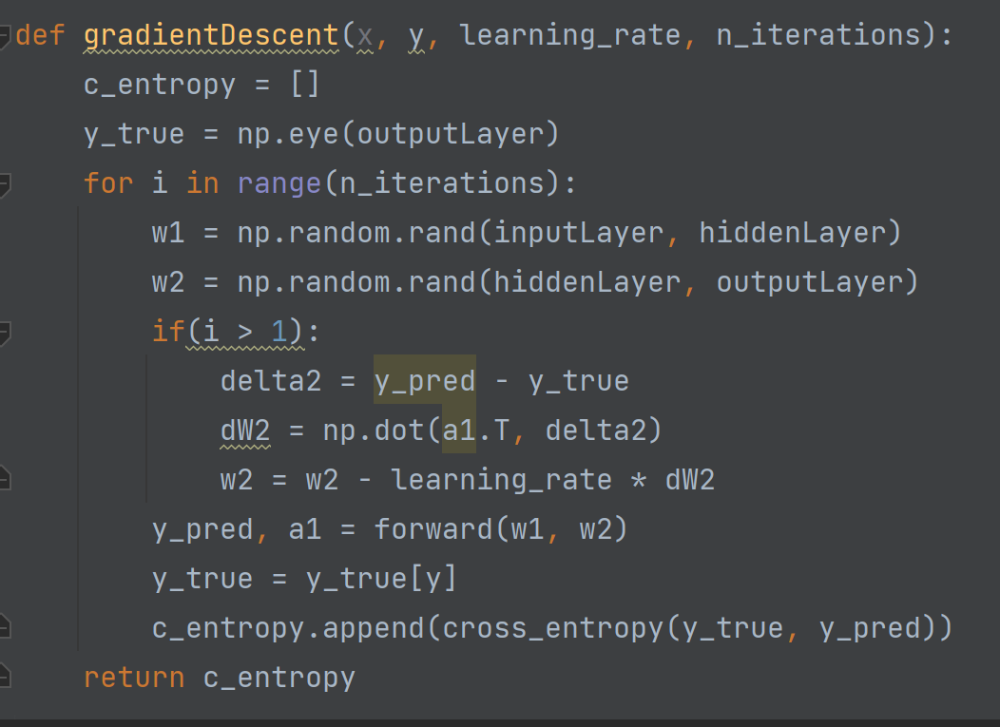 def gradientDescent(x, y, learning_rate, n_iterations):
    c_entropy = []
    y_true = np.eye(outputLayer)
    for i in range(n_iterations):
        w1 = np.random.rand(inputLayer, hiddenLayer)
        w2 = np.random.rand(hiddenLayer, outputLayer)
        if(i > 1):
            delta2 = y_pred - y_true
            dW2 = np.dot(a1.T, delta2)
            w2 = w2 - learning_rate * dW2
        y_pred, a1 = forward(w1, w2)
        y_true = y_true[y]
        c_entropy.append(cross_entropy(y_true, y_pred))
    return c_entropy